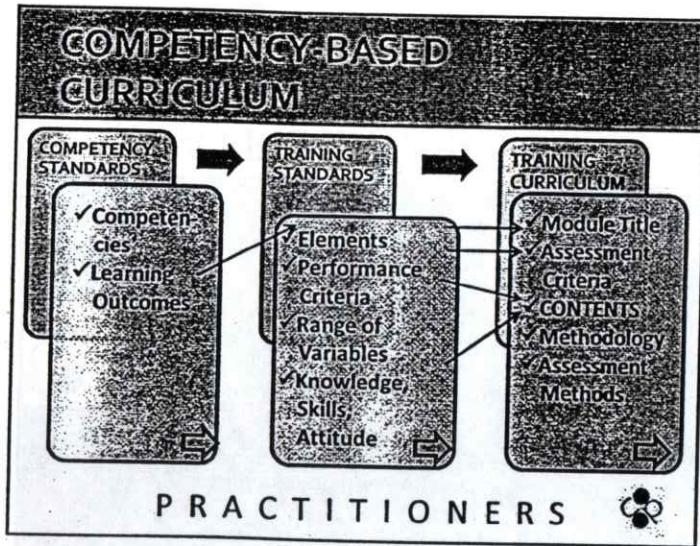 COMPETENCY-BASED
CURRICULUM
COMPETENCY
STANDARDS
✓Competen-
cies
✓Learning
Outcomes
TRAINING
STANDARDS
✓Elements
✓Performance
Criteria
✓Range of
Variables
✓Knowledge,
Skills,
Attitude
TRAINING
CURRICULUM
✓Module Title
✓Assessment
Criteria
✓CONTENTS
✓Methodology
✓Assessment
Methods
PRACTITIONERS